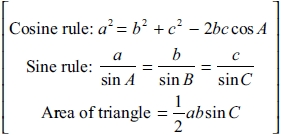 Cosine rule: a² = b² + c² − 2bc cos A
Sine rule: a/sin A = b/sin B = c/sin C
Area of triangle = 1/2 ab sin C